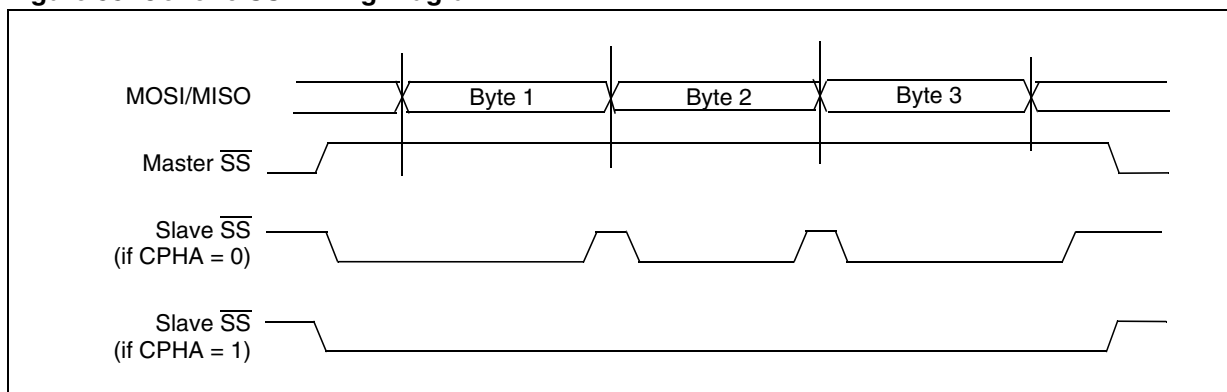 MOSI/MISO
Byte 1
Byte 2
Byte 3
Master SS
Slave SS
(if CPHA = 0)
Slave SS
(if CPHA = 1)